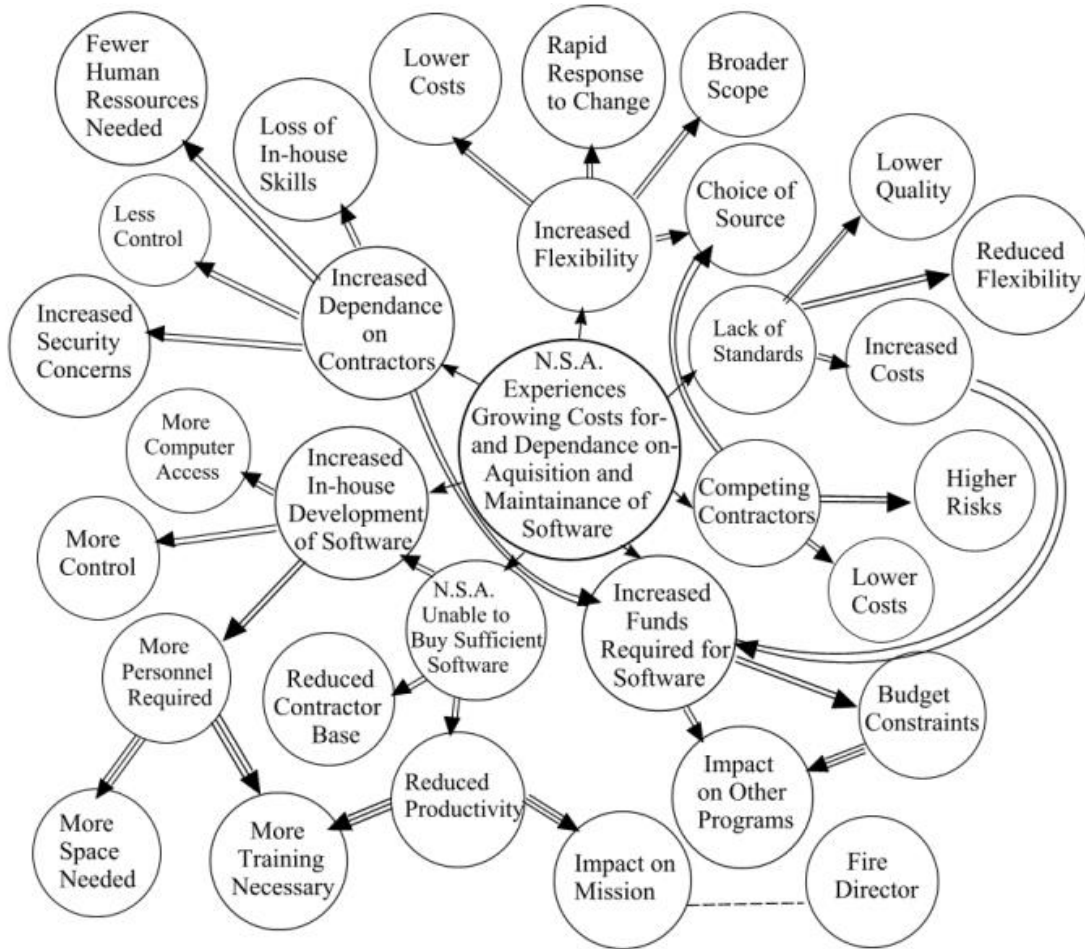 Fewer
Human
Ressources
Needed
Lower
Costs
Rapid
Response
to Change
Broader
Scope
Loss of
In-house
Skills
Lower
Quality
Choice of
Source
Less
Control
Increased
Flexibility
Reduced
Flexibility
Increased
Dependance
on
Contractors
Increased
Security
Concerns
Lack of
Standards
Increased
Costs
N.S.A.
Experiences
Growing Costs for-
and Dependance on-
Aquisition and
Maintainance of
Software
More
Computer
Access
Increased
In-house
Development
of Software
Competing
Contractors
Higher
Risks
More
Control
Lower
Costs
N.S.A.
Unable to
Buy Sufficient
Software
Increased
Funds
Required for
Software
More
Personnel
Required
Reduced
Contractor
Base
Budget
Constraints
Reduced
Productivity
Impact
on Other
Programs
More
Space
Needed
More
Training
Necessary
Impact on
Mission
Fire
Director